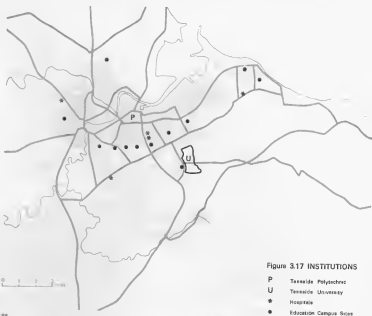 P
U
Figure 3.17 INSTITUTIONS
P Teesside Polytechnic
U Teesside University
* Hospitals
• Education Campus Sites